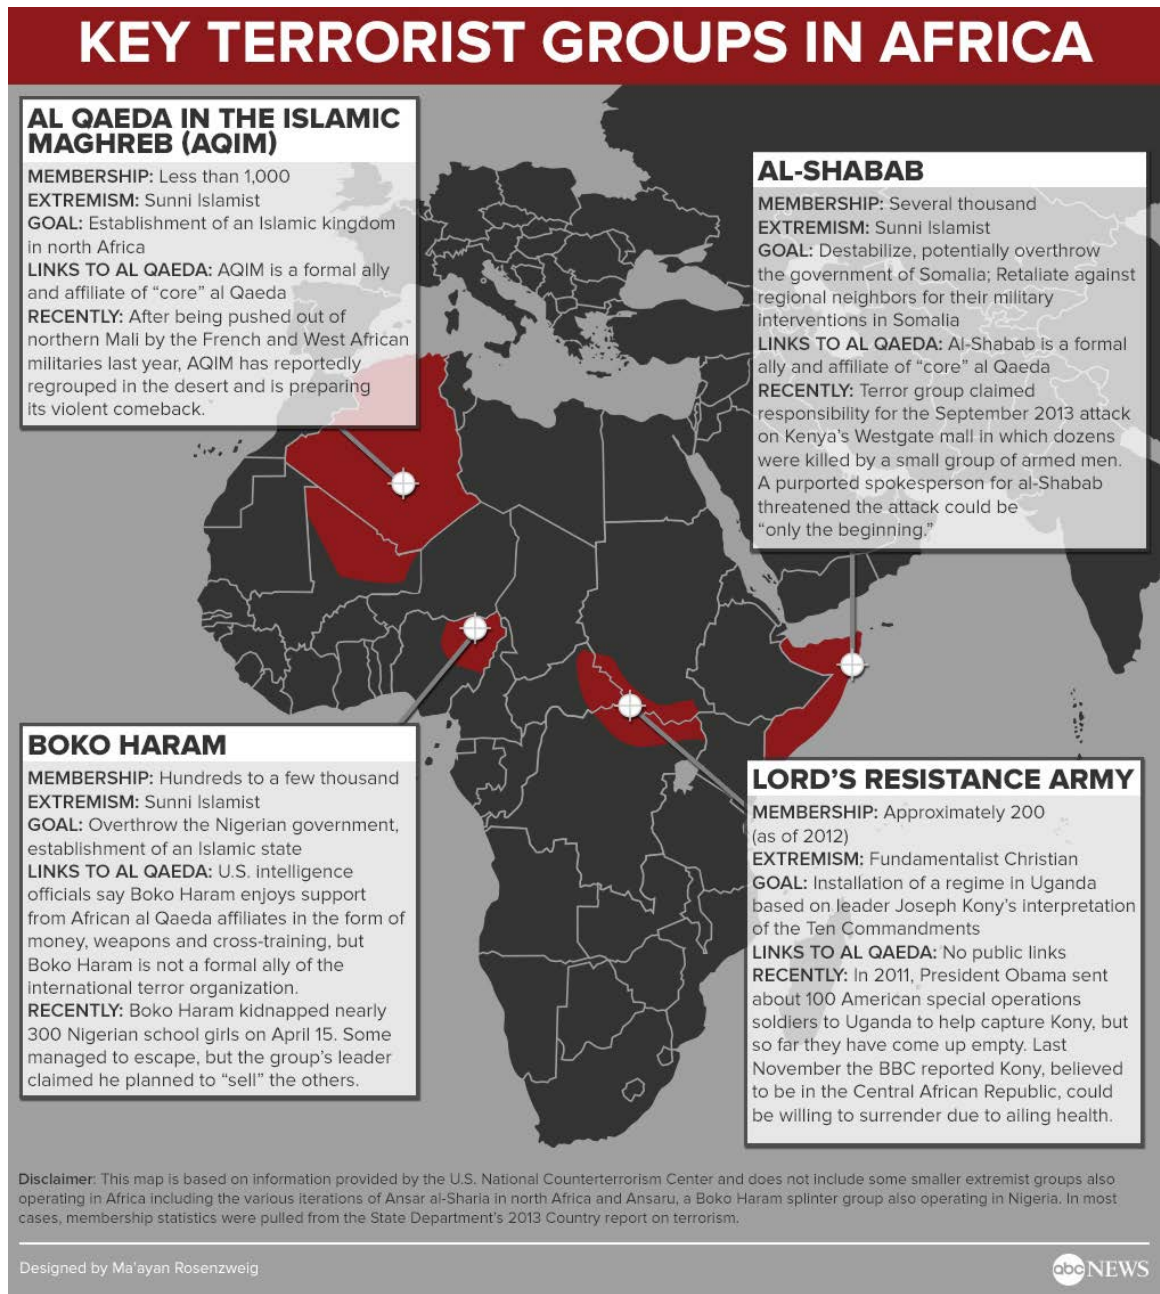 KEY TERRORIST GROUPS IN AFRICA
AL QAEDA IN THE ISLAMIC
MAGHREB (AQIM)
MEMBERSHIP: Less than 1,000
EXTREMISM: Sunni Islamist
GOAL: Establishment of an Islamic kingdom
in north Africa
LINKS TO AL QAEDA: AQIM is a formal ally
and affiliate of “core” al Qaeda
RECENTLY: After being pushed out of
northern Mali by the French and West African
militaries last year, AQIM has reportedly
regrouped in the desert and is preparing
its violent comeback.
AL-SHABAB
MEMBERSHIP: Several thousand
EXTREMISM: Sunni Islamist
GOAL: Destabilize, potentially overthrow
the government of Somalia; Retaliate against
regional neighbors for their military
interventions in Somalia
LINKS TO AL QAEDA: Al-Shabab is a formal
ally and affiliate of “core” al Qaeda
RECENTLY: Terror group claimed
responsibility for the September 2013 attack
on Kenya’s Westgate mall in which dozens
were killed by a small group of armed men.
A purported spokesperson for al-Shabab
threatened the attack could be
“only the beginning.”
BOKO HARAM
MEMBERSHIP: Hundreds to a few thousand
EXTREMISM: Sunni Islamist
GOAL: Overthrow the Nigerian government,
establishment of an Islamic state
LINKS TO AL QAEDA: U.S. intelligence
officials say Boko Haram enjoys support
from African al Qaeda affiliates in the form of
money, weapons and cross-training, but
Boko Haram is not a formal ally of the
international terror organization.
RECENTLY: Boko Haram kidnapped nearly
300 Nigerian school girls on April 15. Some
managed to escape, but the group’s leader
claimed he planned to “sell” the others.
LORD’S RESISTANCE ARMY
MEMBERSHIP: Approximately 200
(as of 2012)
EXTREMISM: Fundamentalist Christian
GOAL: Installation of a regime in Uganda
based on leader Joseph Kony’s interpretation
of the Ten Commandments
LINKS TO AL QAEDA: No public links
RECENTLY: In 2011, President Obama sent
about 100 American special operations
soldiers to Uganda to help capture Kony, but
so far they have come up empty. Last
November the BBC reported Kony, believed
to be in the Central African Republic, could
be willing to surrender due to ailing health.
Disclaimer: This map is based on information provided by the U.S. National Counterterrorism Center and does not include some smaller extremist groups also
operating in Africa including the various iterations of Ansar al-Sharia in north Africa and Ansaru, a Boko Haram splinter group also operating in Nigeria. In most
cases, membership statistics were pulled from the State Department’s 2013 Country report on terrorism.
Designed by Ma’ayan Rosenzweig
abc NEWS